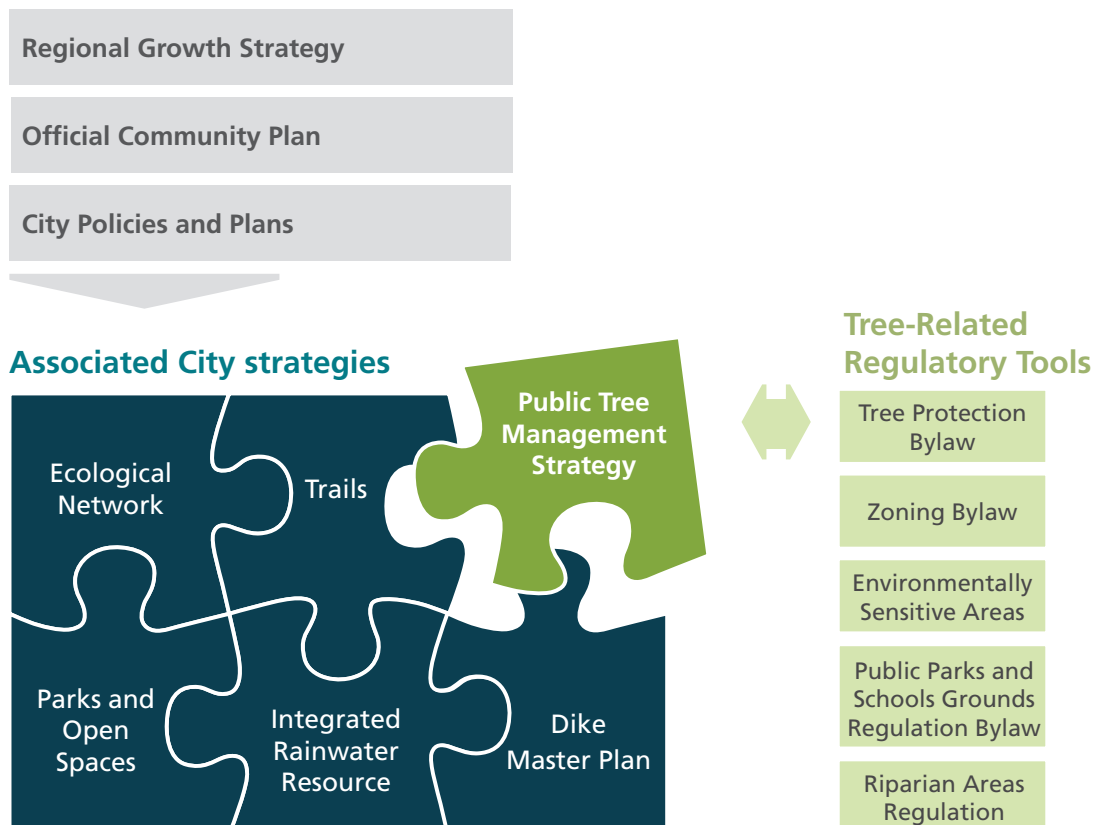 Regional Growth Strategy
Official Community Plan
City Policies and Plans
Associated City strategies
Ecological
Network
Trails
Public Tree
Management
Strategy
Parks and
Open
Spaces
Integrated
Rainwater
Resource
Dike
Master Plan
Tree-Related
Regulatory Tools
Tree Protection
Bylaw
Zoning Bylaw
Environmentally
Sensitive Areas
Public Parks and
Schools Grounds
Regulation Bylaw
Riparian Areas
Regulation